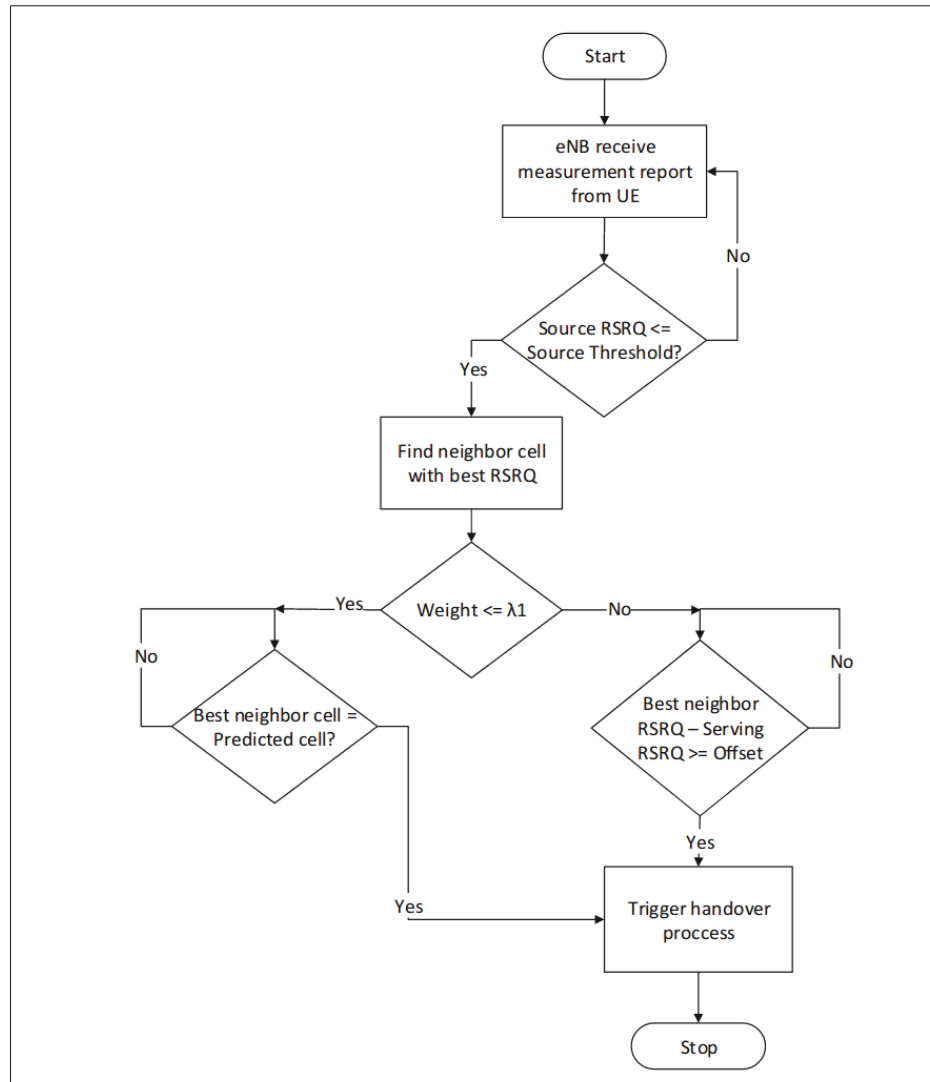 Start
eNB receive
measurement report
from UE
No
Source RSRQ <=
Source Threshold?
Yes
Find neighbor cell
with best RSRQ
Yes
Weight <= λ1
No
No
No
Best neighbor cell =
Predicted cell?
Best neighbor
RSRQ – Serving
RSRQ >= Offset
Yes
Yes
Trigger handover
proccess
Stop